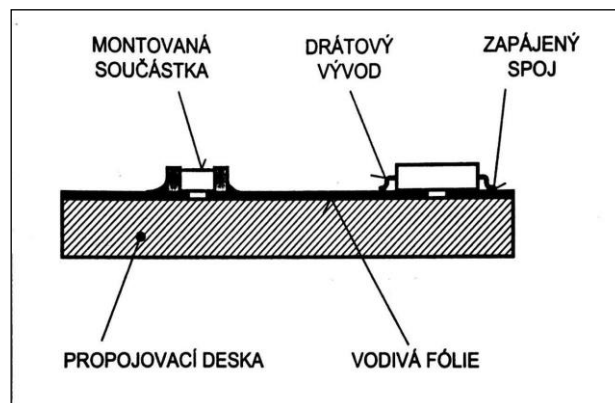 MONTOVANÁ
SOUČÁSTKA
DRÁTOVÝ
VÝVOD
ZAPÁJENÝ
SPOJ
PROPOJOVACÍ DESKA
VODIVÁ FÓLIE